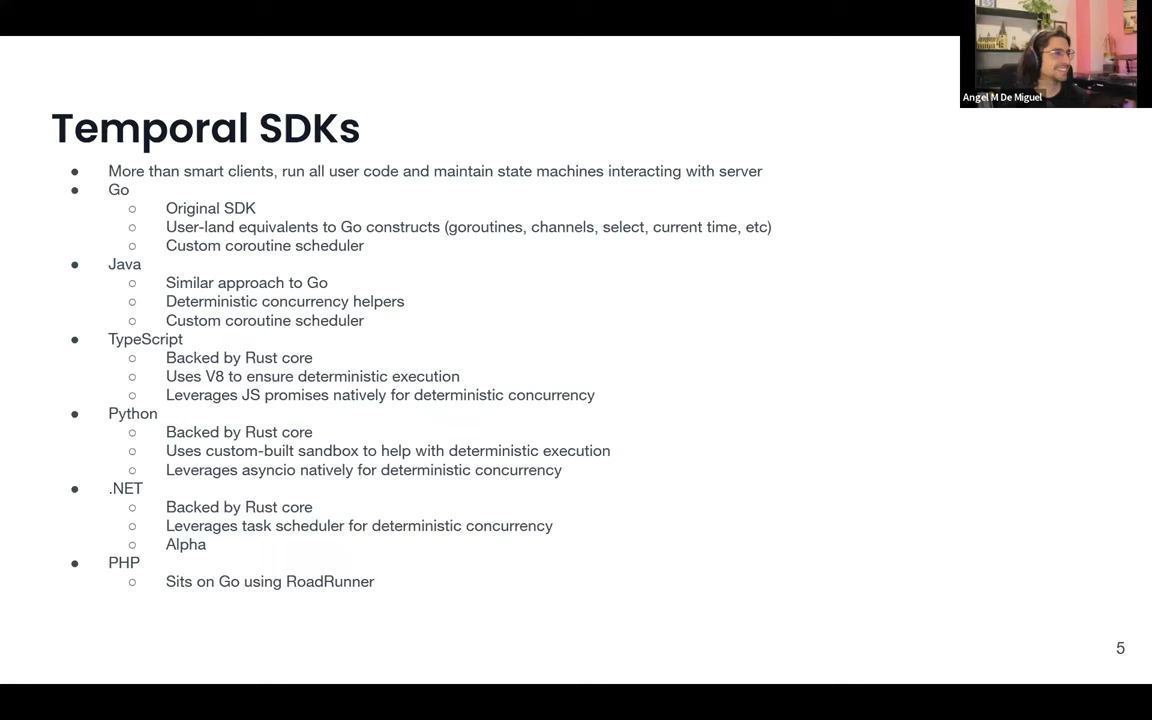 Angel M De Miguel
Temporal SDKs
● More than smart clients, run all user code and maintain state machines interacting with server
● Go
○ Original SDK
○ User-land equivalents to Go constructs (goroutines, channels, select, current time, etc)
○ Custom coroutine scheduler
● Java
○ Similar approach to Go
○ Deterministic concurrency helpers
○ Custom coroutine scheduler
● TypeScript
○ Backed by Rust core
○ Uses V8 to ensure deterministic execution
○ Leverages JS promises natively for deterministic concurrency
● Python
○ Backed by Rust core
○ Uses custom-built sandbox to help with deterministic execution
○ Leverages asyncio natively for deterministic concurrency
● .NET
○ Backed by Rust core
○ Leverages task scheduler for deterministic concurrency
○ Alpha
● PHP
○ Sits on Go using RoadRunner
5